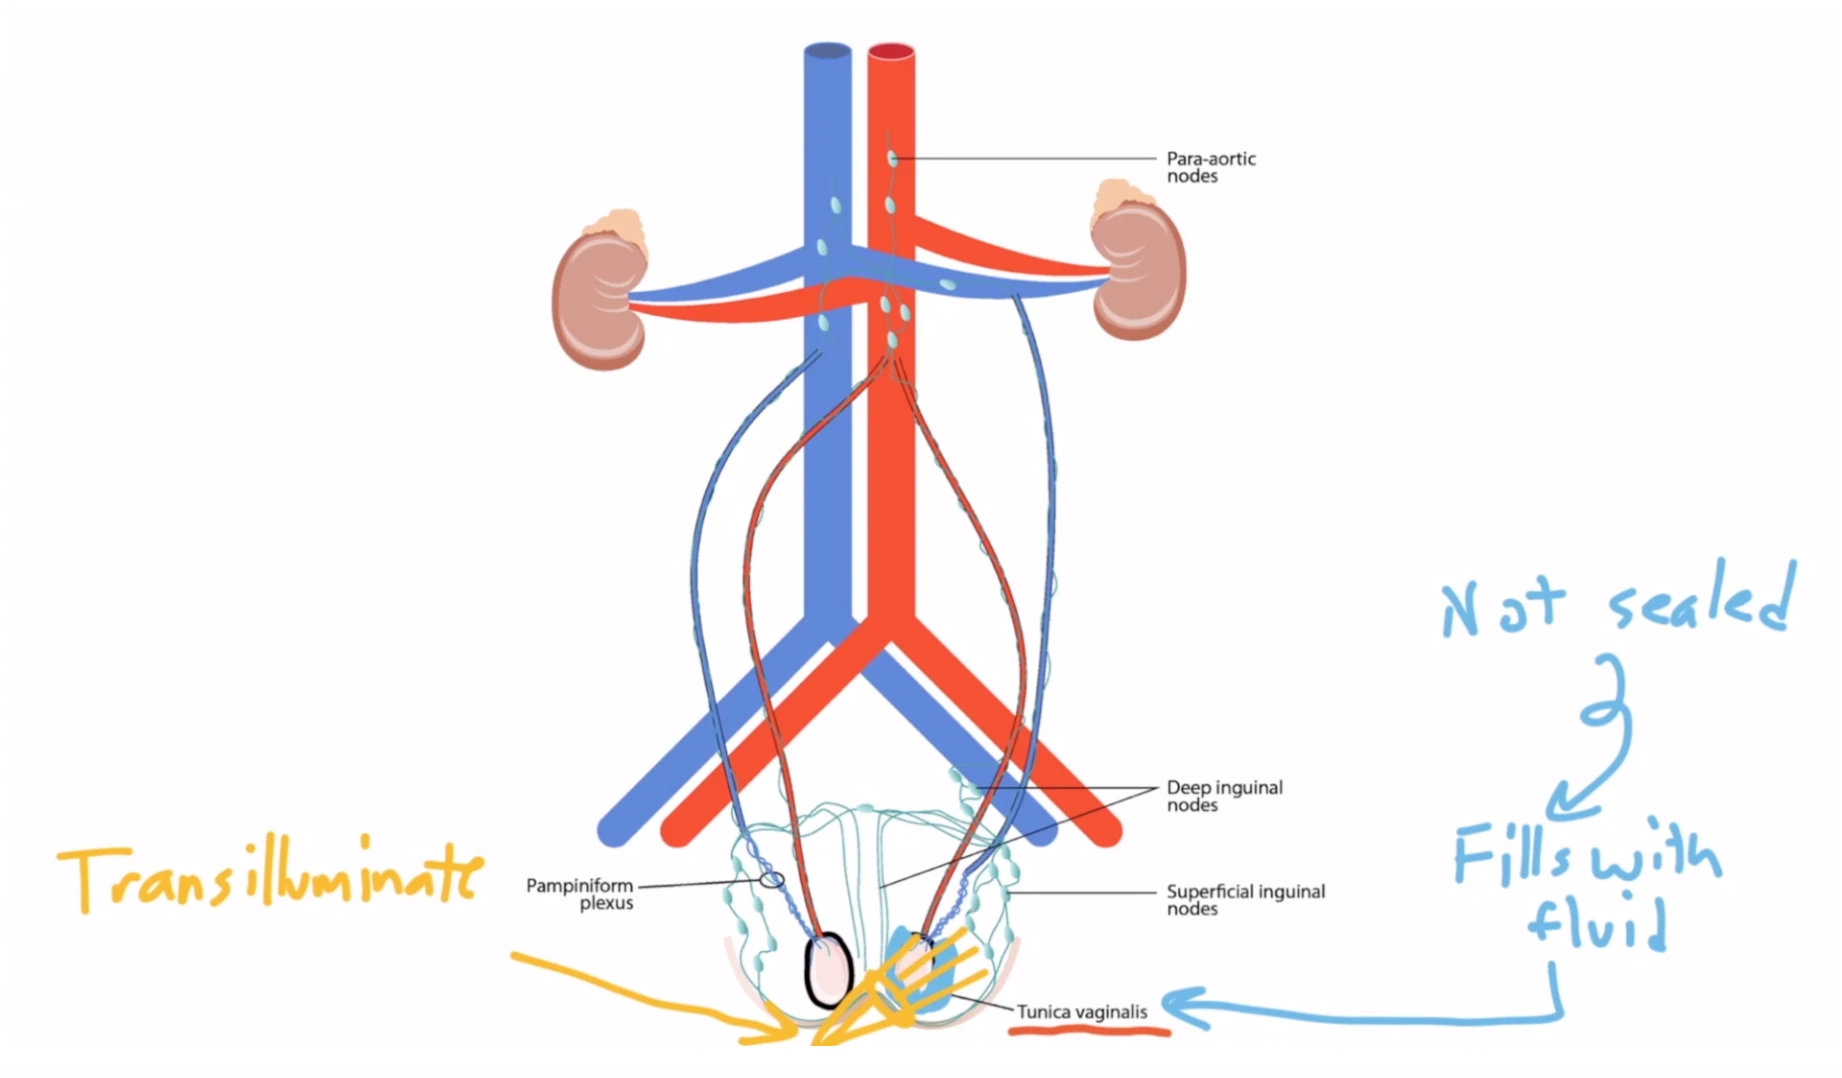 Para-aortic
nodes
Not sealed
Fills with
fluid
Deep inguinal
nodes
Transilluminate
Pampiniform
plexus
Superficial inguinal
nodes
Tunica vaginalis